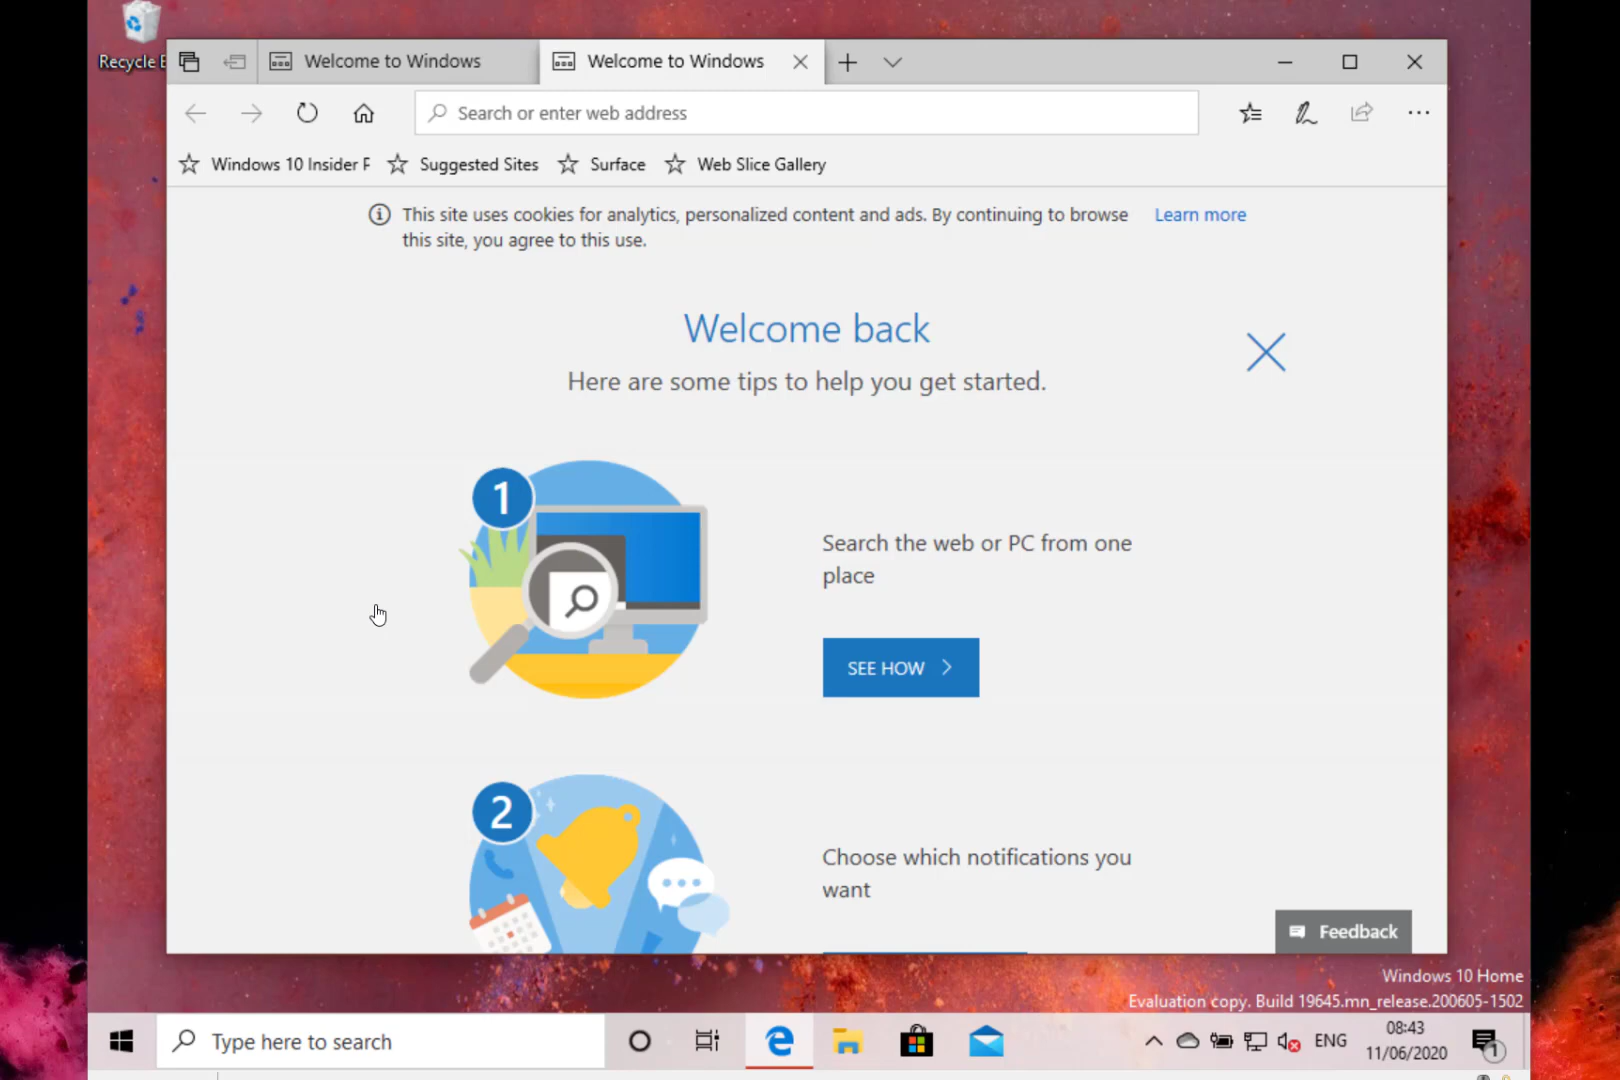 Recycle
Welcome to Windows
Welcome to Windows
Search or enter web address
Windows 10 Insider P
Suggested Sites
Surface
Web Slice Gallery
This site uses cookies for analytics, personalized content and ads. By continuing to browse
this site, you agree to this use.
Learn more
Welcome back
Here are some tips to help you get started.
1
Search the web or PC from one
place
SEE HOW
2
Choose which notifications you
want
Feedback
Windows 10 Home
Evaluation copy. Build 19645.mn_release.200605-1502
Type here to search
ENG
08:43
11/06/2020
1